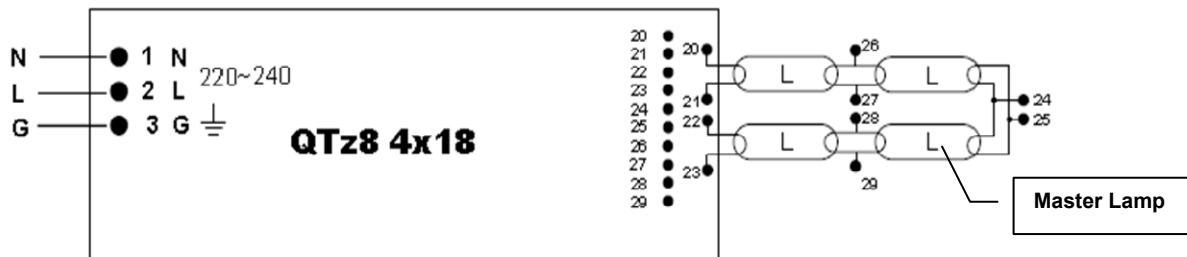 N 1 N
L 2 L 220~240
G 3 G
QTz8 4x18
20
21
22
23
24
25
26
27
28
29
20 L 26 L
21 27 24
22 28 25
L L
23 29
Master Lamp